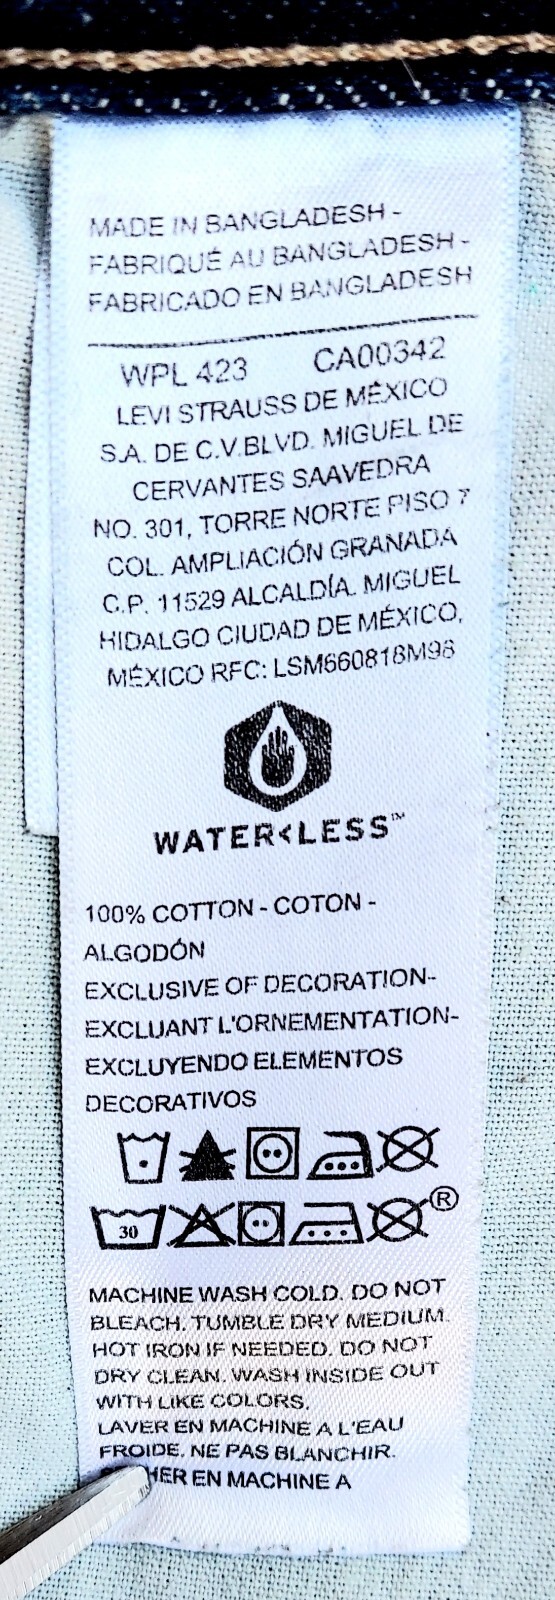 MADE IN BANGLADESH -
FABRIQUÉ AU BANGLADESH -
FABRICADO EN BANGLADESH
WPL 423 CA00342
LEVI STRAUSS DE MÉXICO
S.A. DE C.V.BLVD. MIGUEL DE
CERVANTES SAAVEDRA
NO. 301, TORRE NORTE PISO 7
COL. AMPLIACIÓN GRANADA
C.P. 11529 ALCALDÍA. MIGUEL
HIDALGO CIUDAD DE MÉXICO,
MÉXICO RFC: LSM660818M98
WATER<LESS™
100% COTTON - COTON -
ALGODÓN
EXCLUSIVE OF DECORATION-
EXCLUANT L'ORNEMENTATION-
EXCLUYENDO ELEMENTOS
DECORATIVOS
30 ®
MACHINE WASH COLD. DO NOT
BLEACH. TUMBLE DRY MEDIUM.
HOT IRON IF NEEDED. DO NOT
DRY CLEAN. WASH INSIDE OUT
WITH LIKE COLORS.
LAVER EN MACHINE A L'EAU
FROIDE. NE PAS BLANCHIR.
HER EN MACHINE A